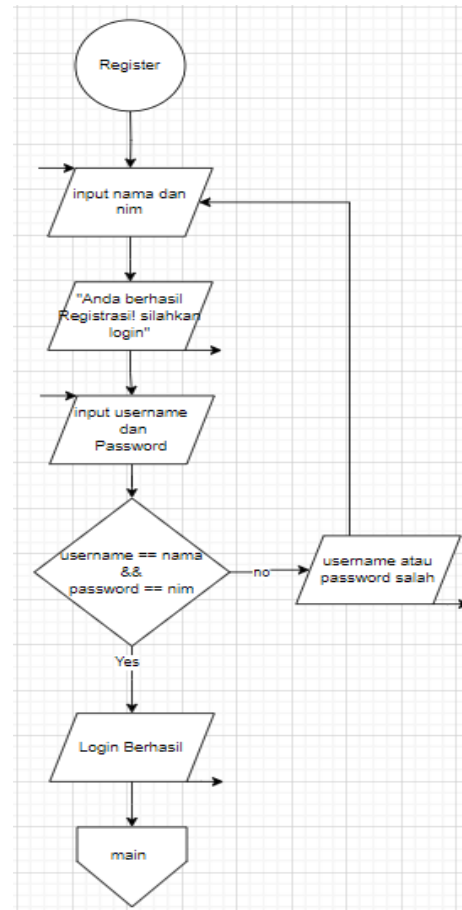 Register
input nama dan
nim
"Anda berhasil
Registrasi! silahkan
login"
input username
dan
Password
username == nama
&&
password == nim
no
username atau
password salah
Yes
Login Berhasil
main